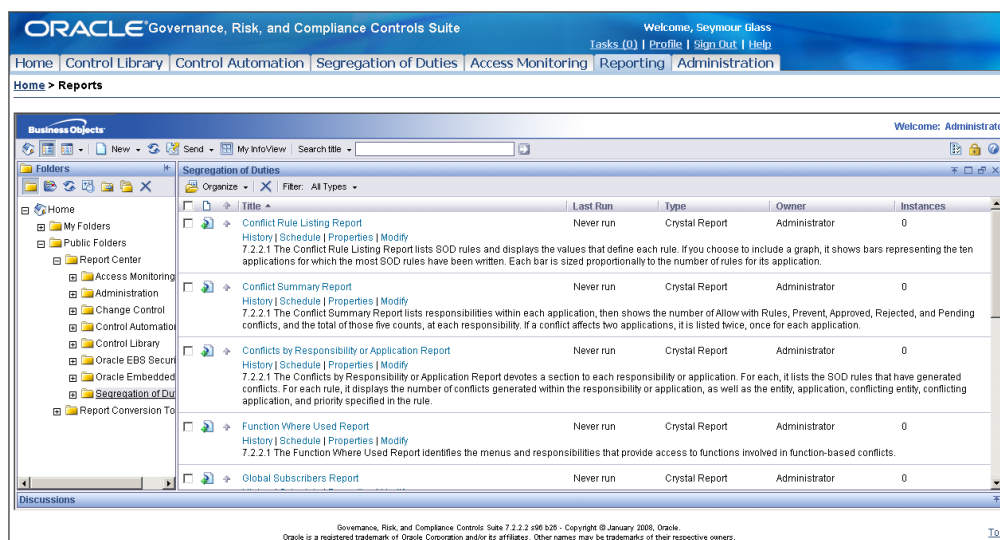 ORACLE® Governance, Risk, and Compliance Controls Suite
Welcome, Seymour Glass
Tasks (0) | Profile | Sign Out | Help
Home Control Library Control Automation Segregation of Duties Access Monitoring Reporting Administration
Home > Reports
Business Objects
Welcome: Administrato
New Send My InfoView Search title
Folders
Segregation of Duties
Organize Filter: All Types
Title Last Run Type Owner Instances
Home
My Folders
Public Folders
Report Center
Access Monitoring
Administration
Change Control
Control Automation
Control Library
Oracle EBS Securi
Oracle Embedded
Segregation of Dut
Report Conversion To
Conflict Rule Listing Report Never run Crystal Report Administrator 0
History | Schedule | Properties | Modify
7.2.2.1 The Conflict Rule Listing Report lists SOD rules and displays the values that define each rule. If you choose to include a graph, it shows bars representing the ten
applications for which the most SOD rules have been written. Each bar is sized proportionally to the number of rules for its application.
Conflict Summary Report Never run Crystal Report Administrator 0
History | Schedule | Properties | Modify
7.2.2.1 The Conflict Summary Report lists responsibilities within each application, then shows the number of Allow with Rules, Prevent, Approved, Rejected, and Pending
conflicts, and the total of those five counts, at each responsibility. If a conflict affects two applications, it is listed twice, once for each application.
Conflicts by Responsibility or Application Report Never run Crystal Report Administrator 0
History | Schedule | Properties | Modify
7.2.2.1 The Conflicts by Responsibility or Application Report devotes a section to each responsibility or application. For each, it lists the SOD rules that have generated
conflicts. For each rule, it displays the number of conflicts generated within the responsibility or application, as well as the entity, application, conflicting entity, conflicting
application, and priority specified in the rule.
Function Where Used Report Never run Crystal Report Administrator 0
History | Schedule | Properties | Modify
7.2.2.1 The Function Where Used Report identifies the menus and responsibilities that provide access to functions involved in function-based conflicts.
Global Subscribers Report Never run Crystal Report Administrator 0
Discussions
Governance, Risk, and Compliance Controls Suite 7.2.2.2 s96 b26 - Copyright © January 2008, Oracle.
Oracle is a registered trademark of Oracle Corporation and/or its affiliates. Other names may be trademarks of their respective owners.
To